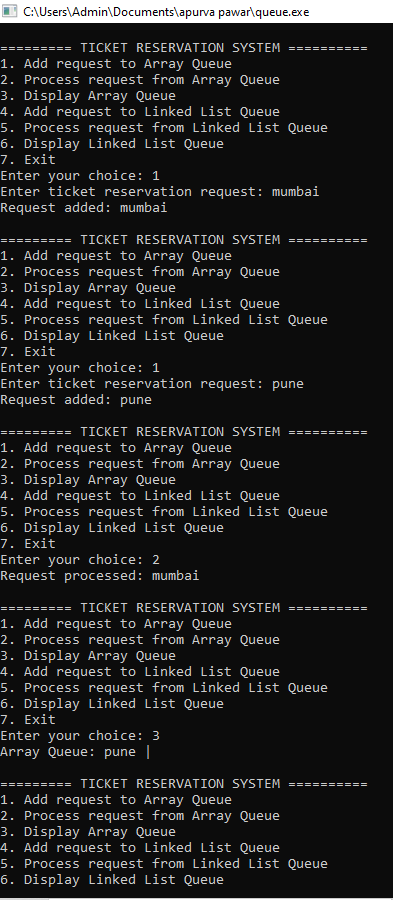 C:\Users\Admin\Documents\apurva pawar\queue.exe
========= TICKET RESERVATION SYSTEM ==========
1. Add request to Array Queue
2. Process request from Array Queue
3. Display Array Queue
4. Add request to Linked List Queue
5. Process request from Linked List Queue
6. Display Linked List Queue
7. Exit
Enter your choice: 1
Enter ticket reservation request: mumbai
Request added: mumbai
========= TICKET RESERVATION SYSTEM ==========
1. Add request to Array Queue
2. Process request from Array Queue
3. Display Array Queue
4. Add request to Linked List Queue
5. Process request from Linked List Queue
6. Display Linked List Queue
7. Exit
Enter your choice: 1
Enter ticket reservation request: pune
Request added: pune
========= TICKET RESERVATION SYSTEM ==========
1. Add request to Array Queue
2. Process request from Array Queue
3. Display Array Queue
4. Add request to Linked List Queue
5. Process request from Linked List Queue
6. Display Linked List Queue
7. Exit
Enter your choice: 2
Request processed: mumbai
========= TICKET RESERVATION SYSTEM ==========
1. Add request to Array Queue
2. Process request from Array Queue
3. Display Array Queue
4. Add request to Linked List Queue
5. Process request from Linked List Queue
6. Display Linked List Queue
7. Exit
Enter your choice: 3
Array Queue: pune |
========= TICKET RESERVATION SYSTEM ==========
1. Add request to Array Queue
2. Process request from Array Queue
3. Display Array Queue
4. Add request to Linked List Queue
5. Process request from Linked List Queue
6. Display Linked List Queue